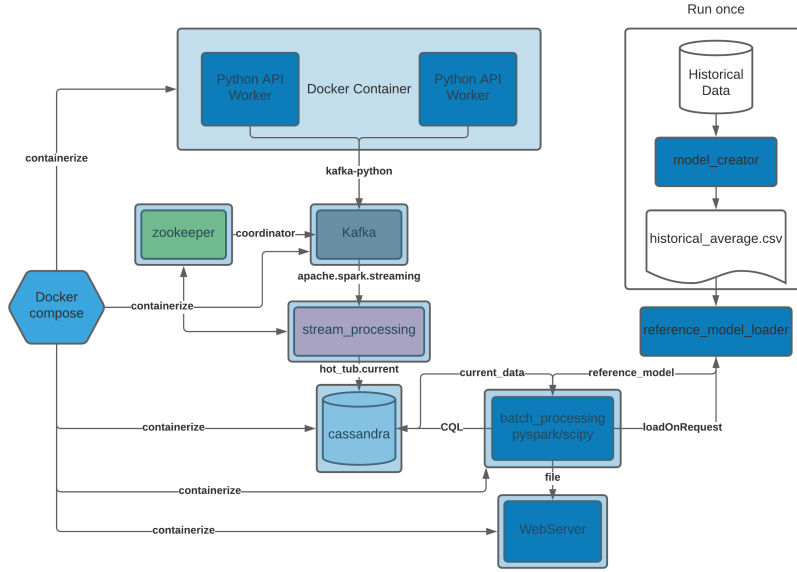 Run once
Python API
Worker
Docker Container
Python API
Worker
Historical
Data
containerize
kafka-python
model_creator
zookeeper
coordinator
Kafka
historical_average.csv
apache.spark.streaming
Docker
compose
containerize
stream_processing
reference_model_loader
hot_tub.current
current_data
reference_model
containerize
cassandra
CQL
batch_processing
pyspark/scipy
loadOnRequest
file
containerize
containerize
WebServer